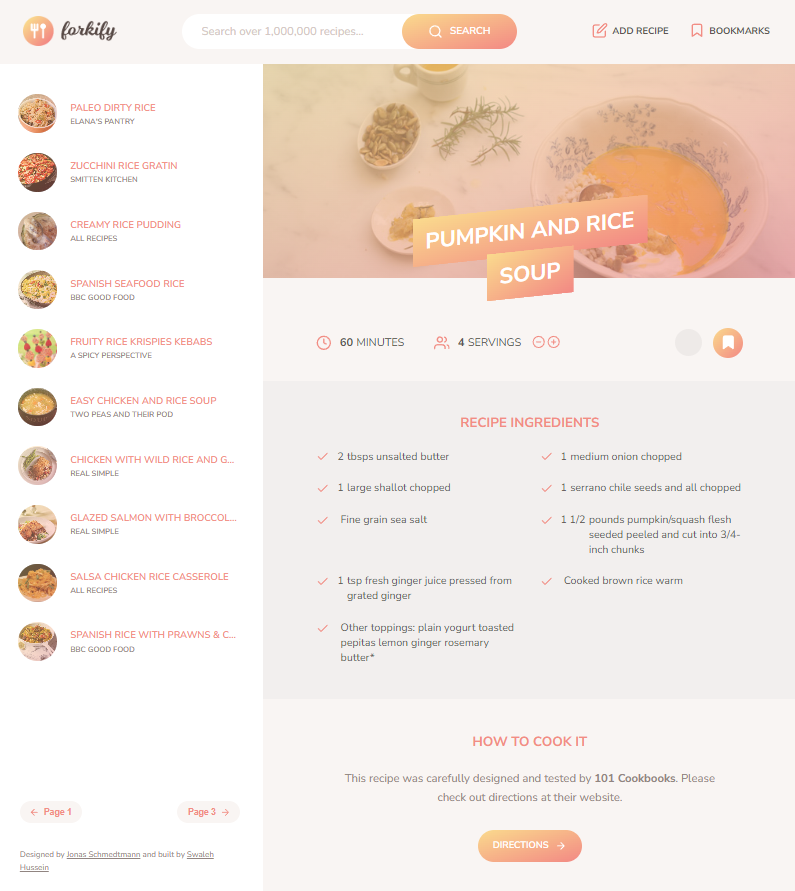 forkify
Search over 1,000,000 recipes...
SEARCH
ADD RECIPE
BOOKMARKS
PALEO DIRTY RICE
ELANA'S PANTRY
ZUCCHINI RICE GRATIN
SMITTEN KITCHEN
CREAMY RICE PUDDING
ALL RECIPES
SPANISH SEAFOOD RICE
BBC GOOD FOOD
FRUITY RICE KRISPIES KEBABS
A SPICY PERSPECTIVE
EASY CHICKEN AND RICE SOUP
TWO PEAS AND THEIR POD
CHICKEN WITH WILD RICE AND G...
REAL SIMPLE
GLAZED SALMON WITH BROCCOL...
REAL SIMPLE
SALSA CHICKEN RICE CASSEROLE
ALL RECIPES
SPANISH RICE WITH PRAWNS & C...
BBC GOOD FOOD
Page 1
Page 3
Designed by Jonas Schmedtmann and built by Swaleh
Hussein
PUMPKIN AND RICE
SOUP
60 MINUTES
4 SERVINGS
RECIPE INGREDIENTS
2 tbsps unsalted butter
1 medium onion chopped
1 large shallot chopped
1 serrano chile seeds and all chopped
Fine grain sea salt
1 1/2 pounds pumpkin/squash flesh
seeded peeled and cut into 3/4-
inch chunks
1 tsp fresh ginger juice pressed from
grated ginger
Cooked brown rice warm
Other toppings: plain yogurt toasted
pepitas lemon ginger rosemary
butter*
HOW TO COOK IT
This recipe was carefully designed and tested by 101 Cookbooks. Please
check out directions at their website.
DIRECTIONS